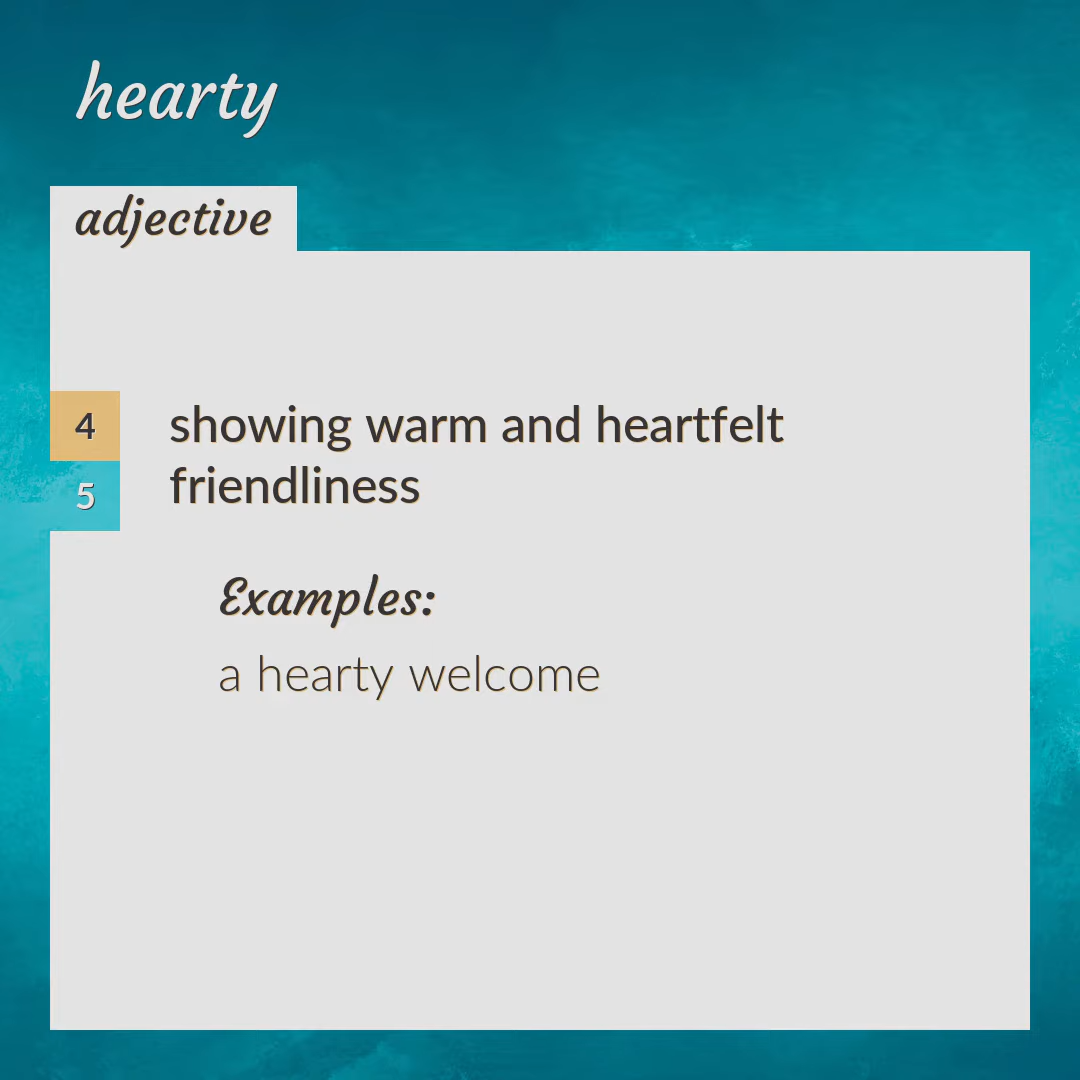 hearty
adjective
4
showing warm and heartfelt
5
friendliness
Examples:
a hearty welcome